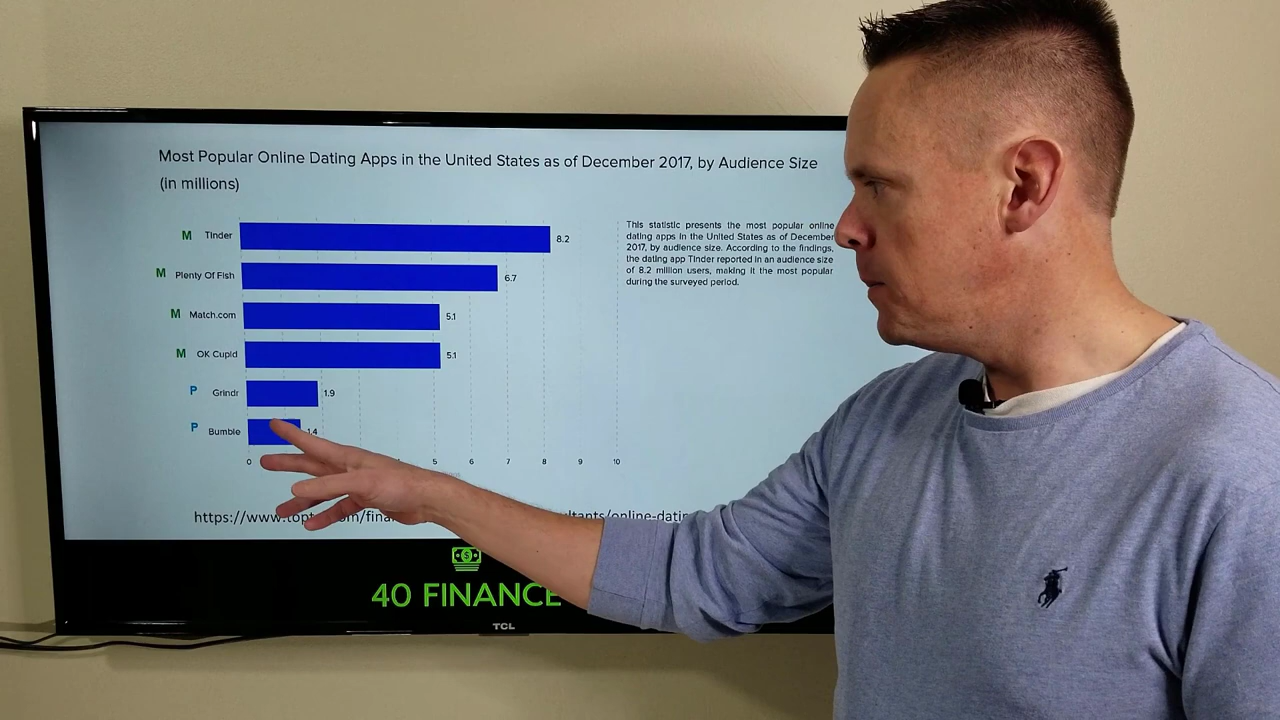 Most Popular Online Dating Apps in the United States as of December 2017, by Audience Size
(in millions)
M Tinder 8.2
M Plenty Of Fish 6.7
M Match.com 5.1
M OK Cupid 5.1
P Grindr 1.9
P Bumble 1.4
0 4 5 6 7 8 9 10
This statistic presents the most popular online
dating apps in the United States as of December
2017, by audience size. According to the findings,
the dating app Tinder reported in an audience size
of 8.2 million users, making it the most popular
during the surveyed period.
https://www.
40 FINANCE
TCL